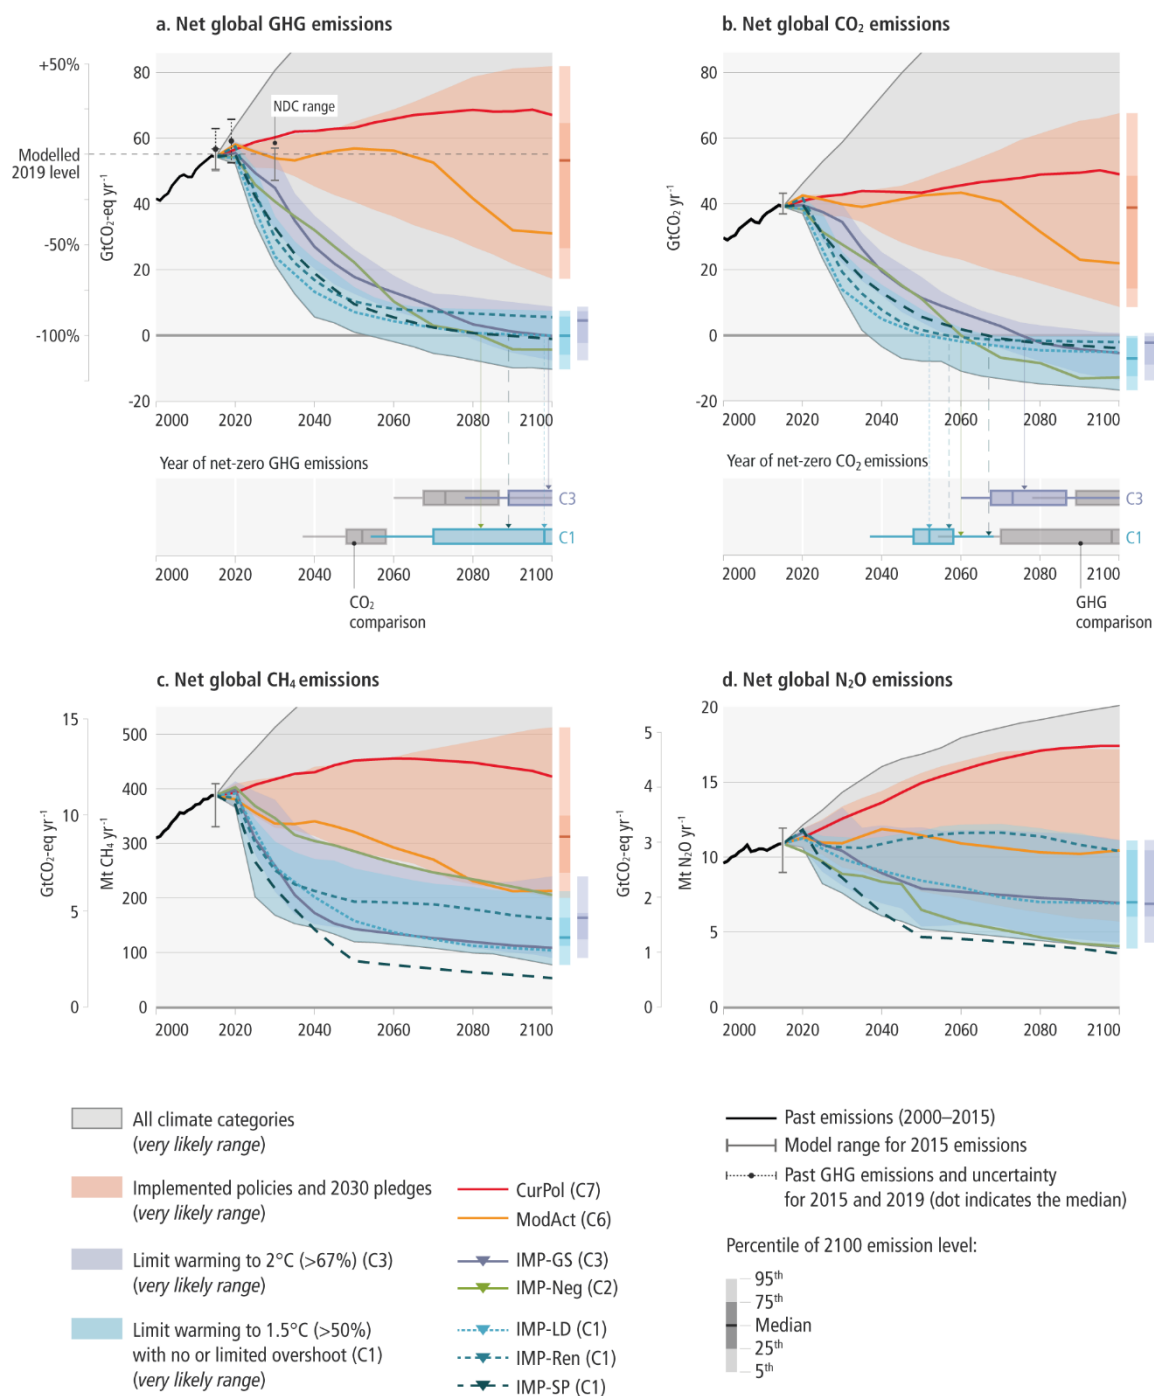 a. Net global GHG emissions
+50%
Modelled
2019 level
-50%
-100%
GtCO₂-eq yr⁻¹
80
60
40
20
0
-20
NDC range
2000 2020 2040 2060 2080 2100
Year of net-zero GHG emissions
C3
C1
2000 2020 2040 2060 2080 2100
CO₂
comparison
b. Net global CO₂ emissions
GtCO₂ yr⁻¹
80
60
40
20
0
-20
2000 2020 2040 2060 2080 2100
Year of net-zero CO₂ emissions
C3
C1
2000 2020 2040 2060 2080 2100
GHG
comparison
c. Net global CH₄ emissions
GtCO₂-eq yr⁻¹
15
10
5
0
Mt CH₄ yr⁻¹
500
400
300
200
100
0
2000 2020 2040 2060 2080 2100
d. Net global N₂O emissions
GtCO₂-eq yr⁻¹
5
4
3
2
1
0
Mt N₂O yr⁻¹
20
15
10
5
0
2000 2020 2040 2060 2080 2100
All climate categories
(very likely range)
Implemented policies and 2030 pledges
(very likely range)
Limit warming to 2°C (>67%) (C3)
(very likely range)
Limit warming to 1.5°C (>50%)
with no or limited overshoot (C1)
(very likely range)
CurPol (C7)
ModAct (C6)
IMP-GS (C3)
IMP-Neg (C2)
IMP-LD (C1)
IMP-Ren (C1)
IMP-SP (C1)
Past emissions (2000–2015)
Model range for 2015 emissions
Past GHG emissions and uncertainty
for 2015 and 2019 (dot indicates the median)
Percentile of 2100 emission level:
95th
75th
Median
25th
5th